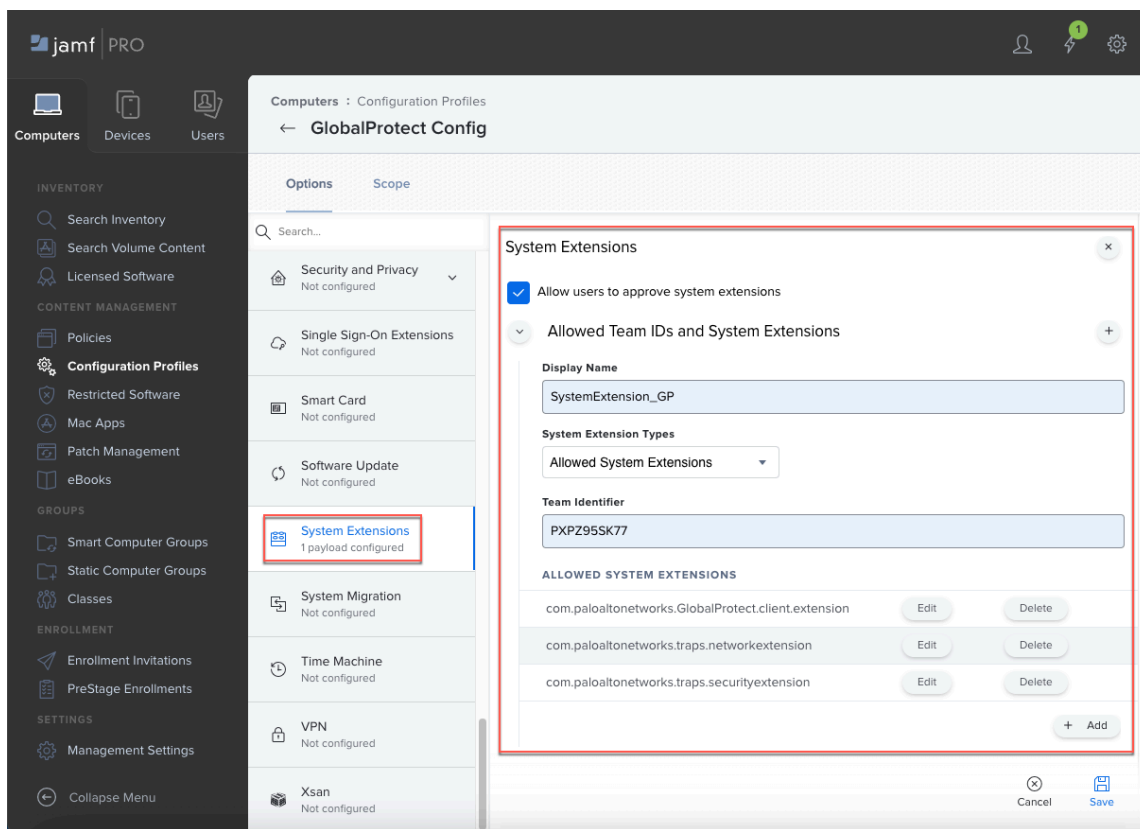 jamf PRO
1
Computers
Devices
Users
INVENTORY
Search Inventory
Search Volume Content
Licensed Software
CONTENT MANAGEMENT
Policies
Configuration Profiles
Restricted Software
Mac Apps
Patch Management
eBooks
GROUPS
Smart Computer Groups
Static Computer Groups
Classes
ENROLLMENT
Enrollment Invitations
PreStage Enrollments
SETTINGS
Management Settings
Collapse Menu
Computers : Configuration Profiles
← GlobalProtect Config
Options
Scope
Search...
Security and Privacy
Not configured
Single Sign-On Extensions
Not configured
Smart Card
Not configured
Software Update
Not configured
System Extensions
1 payload configured
System Migration
Not configured
Time Machine
Not configured
VPN
Not configured
Xsan
Not configured
System Extensions
×
Allow users to approve system extensions
Allowed Team IDs and System Extensions
+
Display Name
SystemExtension_GP
System Extension Types
Allowed System Extensions
Team Identifier
PXPZ95SK77
ALLOWED SYSTEM EXTENSIONS
com.paloaltonetworks.GlobalProtect.client.extension Edit Delete
com.paloaltonetworks.traps.networkextension Edit Delete
com.paloaltonetworks.traps.securityextension Edit Delete
+ Add
Cancel
Save